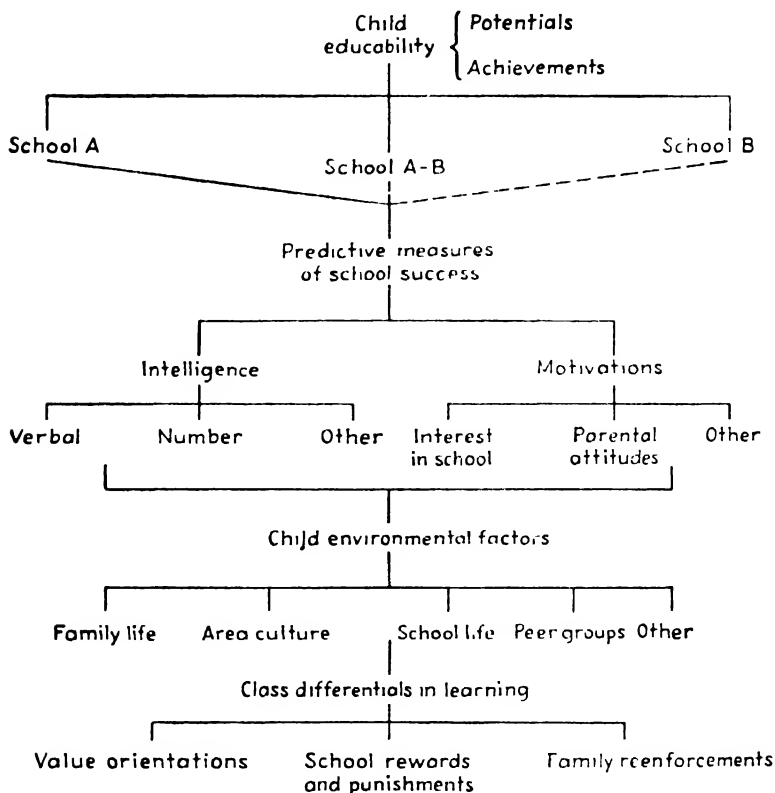 Child
educability
Potentials
Achievements
School A
School A-B
School B
Predictive measures
of school success
Intelligence
Motivations
Verbal
Number
Other
Interest
in school
Parental
attitudes
Other
Child environmental factors
Family life
Area culture
School life
Peer groups
Other
Class differentials in learning
Value orientations
School rewards
and punishments
Family reenforcements